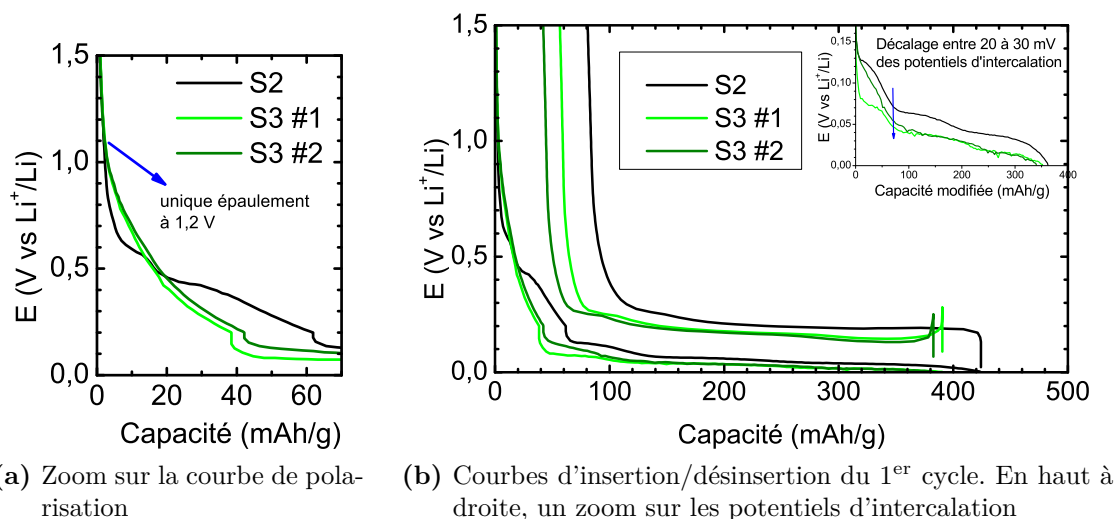 1,5
1,0
0,5
0,0
E (V vs Li⁺/Li)
S2
S3 #1
S3 #2
unique épaulement
à 1,2 V
0 20 40 60
Capacité (mAh/g)
(a) Zoom sur la courbe de pola-
risation
1,5
1,0
0,5
0,0
E (V vs Li⁺/Li)
S2
S3 #1
S3 #2
0,15
0,10
0,05
0,00
E (V vs Li⁺/Li)
Décalage entre 20 à 30 mV
des potentiels d'intercalation
0 100 200 300 400
Capacité modifiée (mAh/g)
0 100 200 300 400 500
Capacité (mAh/g)
(b) Courbes d'insertion/désinsertion du 1er cycle. En haut à
droite, un zoom sur les potentiels d'intercalation